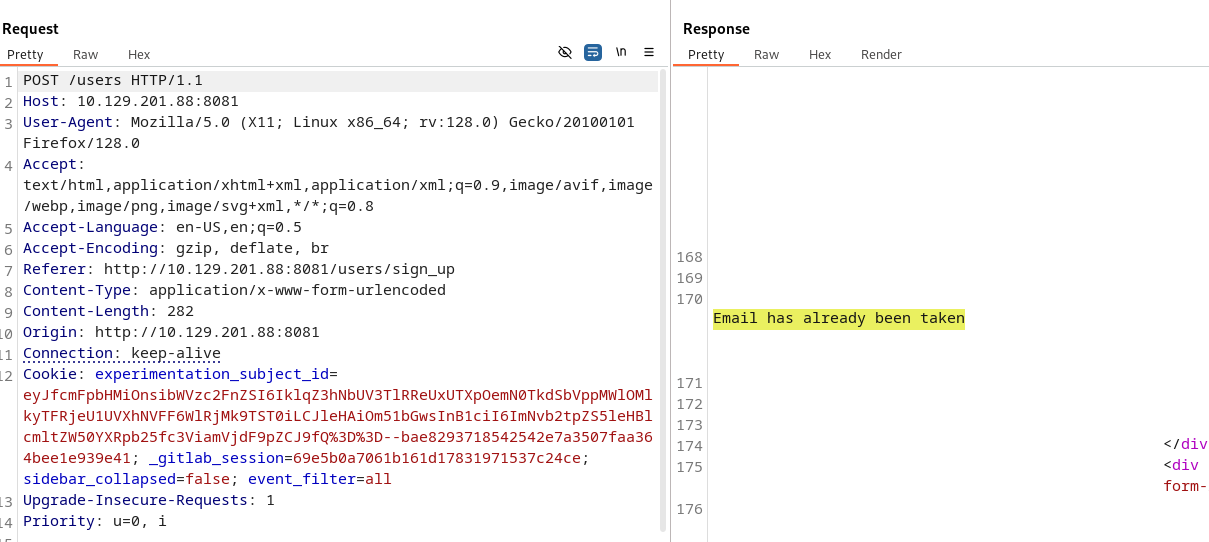 Request
Pretty Raw Hex
\n
1 POST /users HTTP/1.1
2 Host: 10.129.201.88:8081
3 User-Agent: Mozilla/5.0 (X11; Linux x86_64; rv:128.0) Gecko/20100101
Firefox/128.0
4 Accept:
text/html,application/xhtml+xml,application/xml;q=0.9,image/avif,image
/webp,image/png,image/svg+xml,*/*;q=0.8
5 Accept-Language: en-US,en;q=0.5
6 Accept-Encoding: gzip, deflate, br
7 Referer: http://10.129.201.88:8081/users/sign_up
8 Content-Type: application/x-www-form-urlencoded
9 Content-Length: 282
10 Origin: http://10.129.201.88:8081
11 Connection: keep-alive
12 Cookie: experimentation_subject_id=
eyJfcmFpbHMiOnsibWVzc2FnZSI6IklqZ3hNbUV3TlRReUxUTXpOemN0TkdSbVppMWlOMl
kyTFRjeU1UVXhNVFF6WlRjMk9TST0iLCJleHAiOm51bGwsInB1ciI6ImNvb2tpZS5leHBl
cmltZW50YXRpb25fc3ViamVjdF9pZCJ9fQ%3D%3D--bae8293718542542e7a3507faa36
4bee1e939e41; _gitlab_session=69e5b0a7061b161d17831971537c24ce;
sidebar_collapsed=false; event_filter=all
13 Upgrade-Insecure-Requests: 1
14 Priority: u=0, i
15
Response
Pretty Raw Hex Render
168
169
170
Email has already been taken
171
172
173
174 </div
175 <div
form-
176